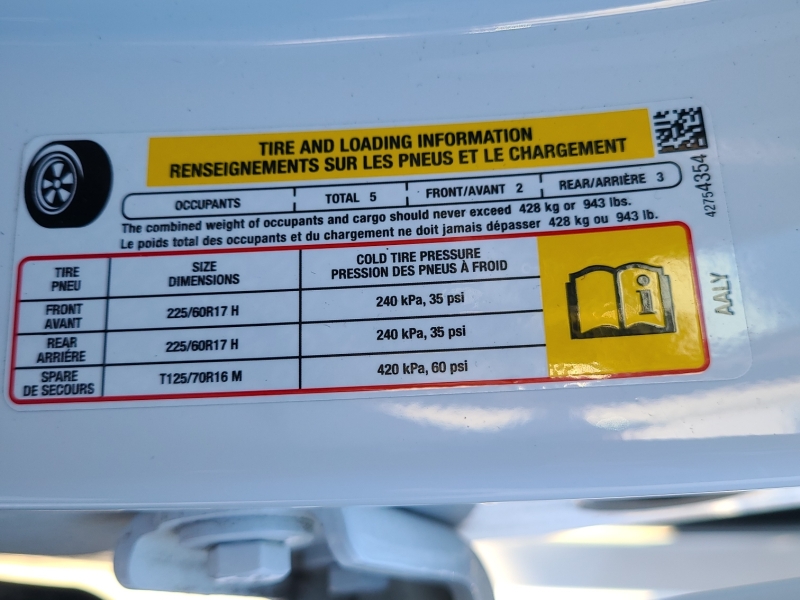 TIRE AND LOADING INFORMATION
RENSEIGNEMENTS SUR LES PNEUS ET LE CHARGEMENT
OCCUPANTS TOTAL 5 FRONT/AVANT 2 REAR/ARRIÈRE 3
The combined weight of occupants and cargo should never exceed 428 kg or 943 lbs.
Le poids total des occupants et du chargement ne doit jamais dépasser 428 kg ou 943 lb.
TIRE
PNEU
SIZE
DIMENSIONS
COLD TIRE PRESSURE
PRESSION DES PNEUS À FROID
FRONT
AVANT
225/60R17 H
240 kPa, 35 psi
REAR
ARRIÈRE
225/60R17 H
240 kPa, 35 psi
SPARE
DE SECOURS
T125/70R16 M
420 kPa, 60 psi
i
42754354
AALY